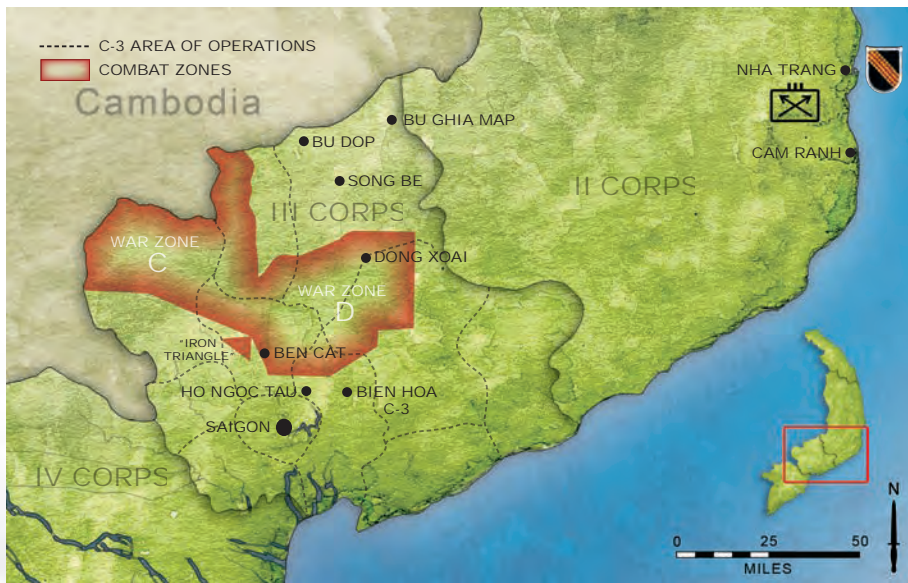 C-3 AREA OF OPERATIONS
COMBAT ZONES
Cambodia
NHA TRANG
BU GHIA MAP
BU DOP
CAM RANH
SONG BE
II CORPS
III CORPS
WAR ZONE
C
DONG XOAI
WAR ZONE
D
"IRON
TRIANGLE"
BEN CAT
HO NGOC TAU
BIEN HOA
C-3
SAIGON
IV CORPS
N
0 25 50
MILES